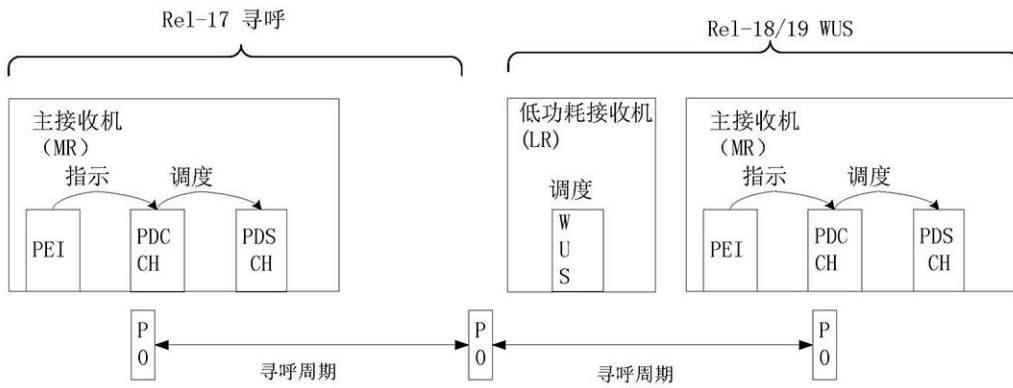 Rel-17 寻呼
Rel-18/19 WUS
主接收机
（MR）
指示
调度
PEI
PDC
CH
PDS
CH
低功耗接收机
(LR)
调度
W
U
S
主接收机
（MR）
指示
调度
PEI
PDC
CH
PDS
CH
P
O
P
O
P
O
寻呼周期
寻呼周期